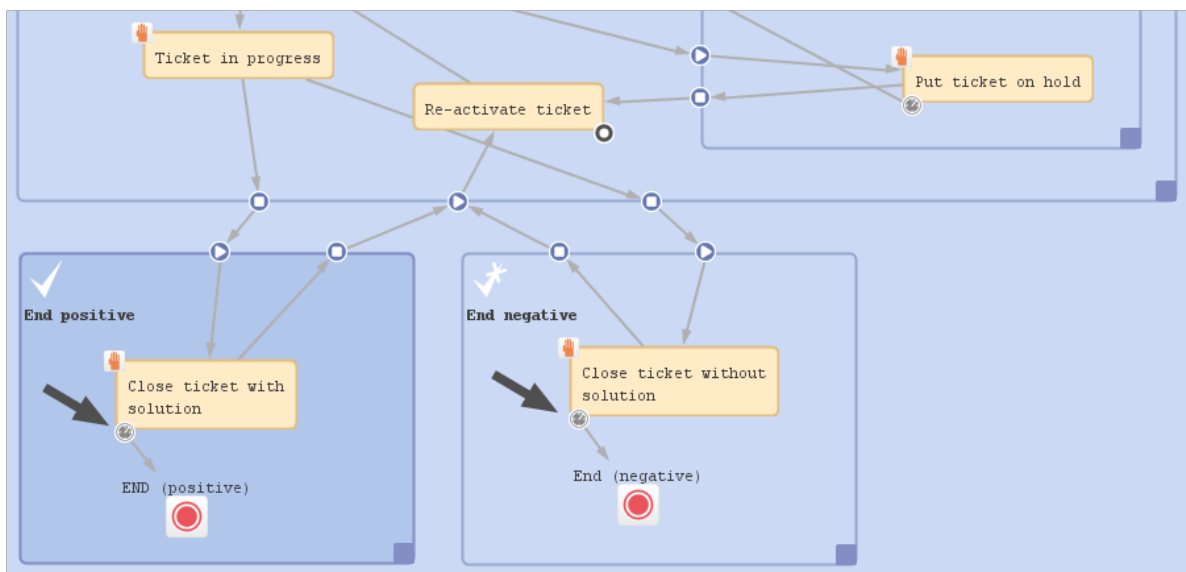 Ticket in progress
Put ticket on hold
Re-activate ticket
End positive
End negative
Close ticket with
solution
Close ticket without
solution
END (positive)
End (negative)